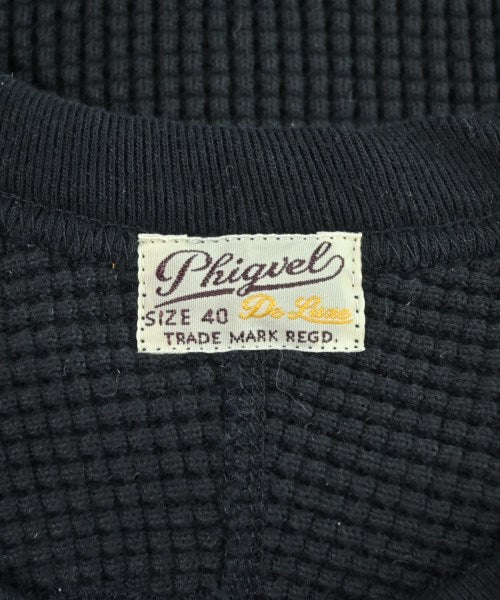 Phigvel
SIZE 40 De Luxe
TRADE MARK REGD.